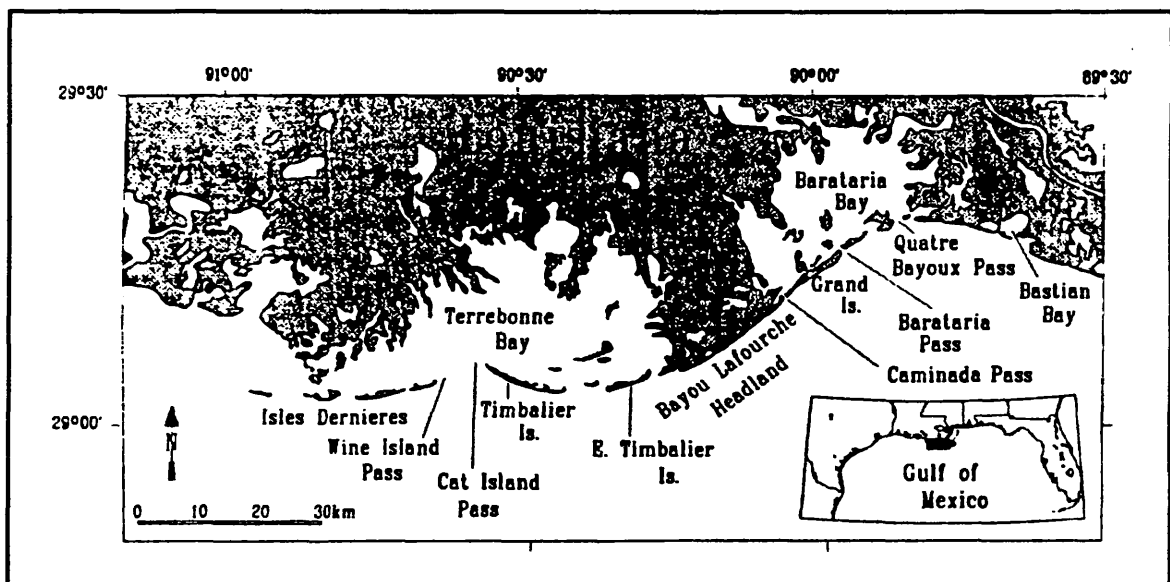 91°00'
90°30'
90°00'
89°30'
29°30'
Barataria
Bay
Quatre
Bayoux Pass
Grand
Is.
Bastian
Bay
Terrebonne
Bay
Barataria
Pass
Bayou Lafourche
Headland
Caminada Pass
Isles Dernieres
Timbalier
Is.
29°00'
Wine Island
Pass
E. Timbalier
Is.
Cat Island
Pass
N
Gulf of
Mexico
0 10 20 30km